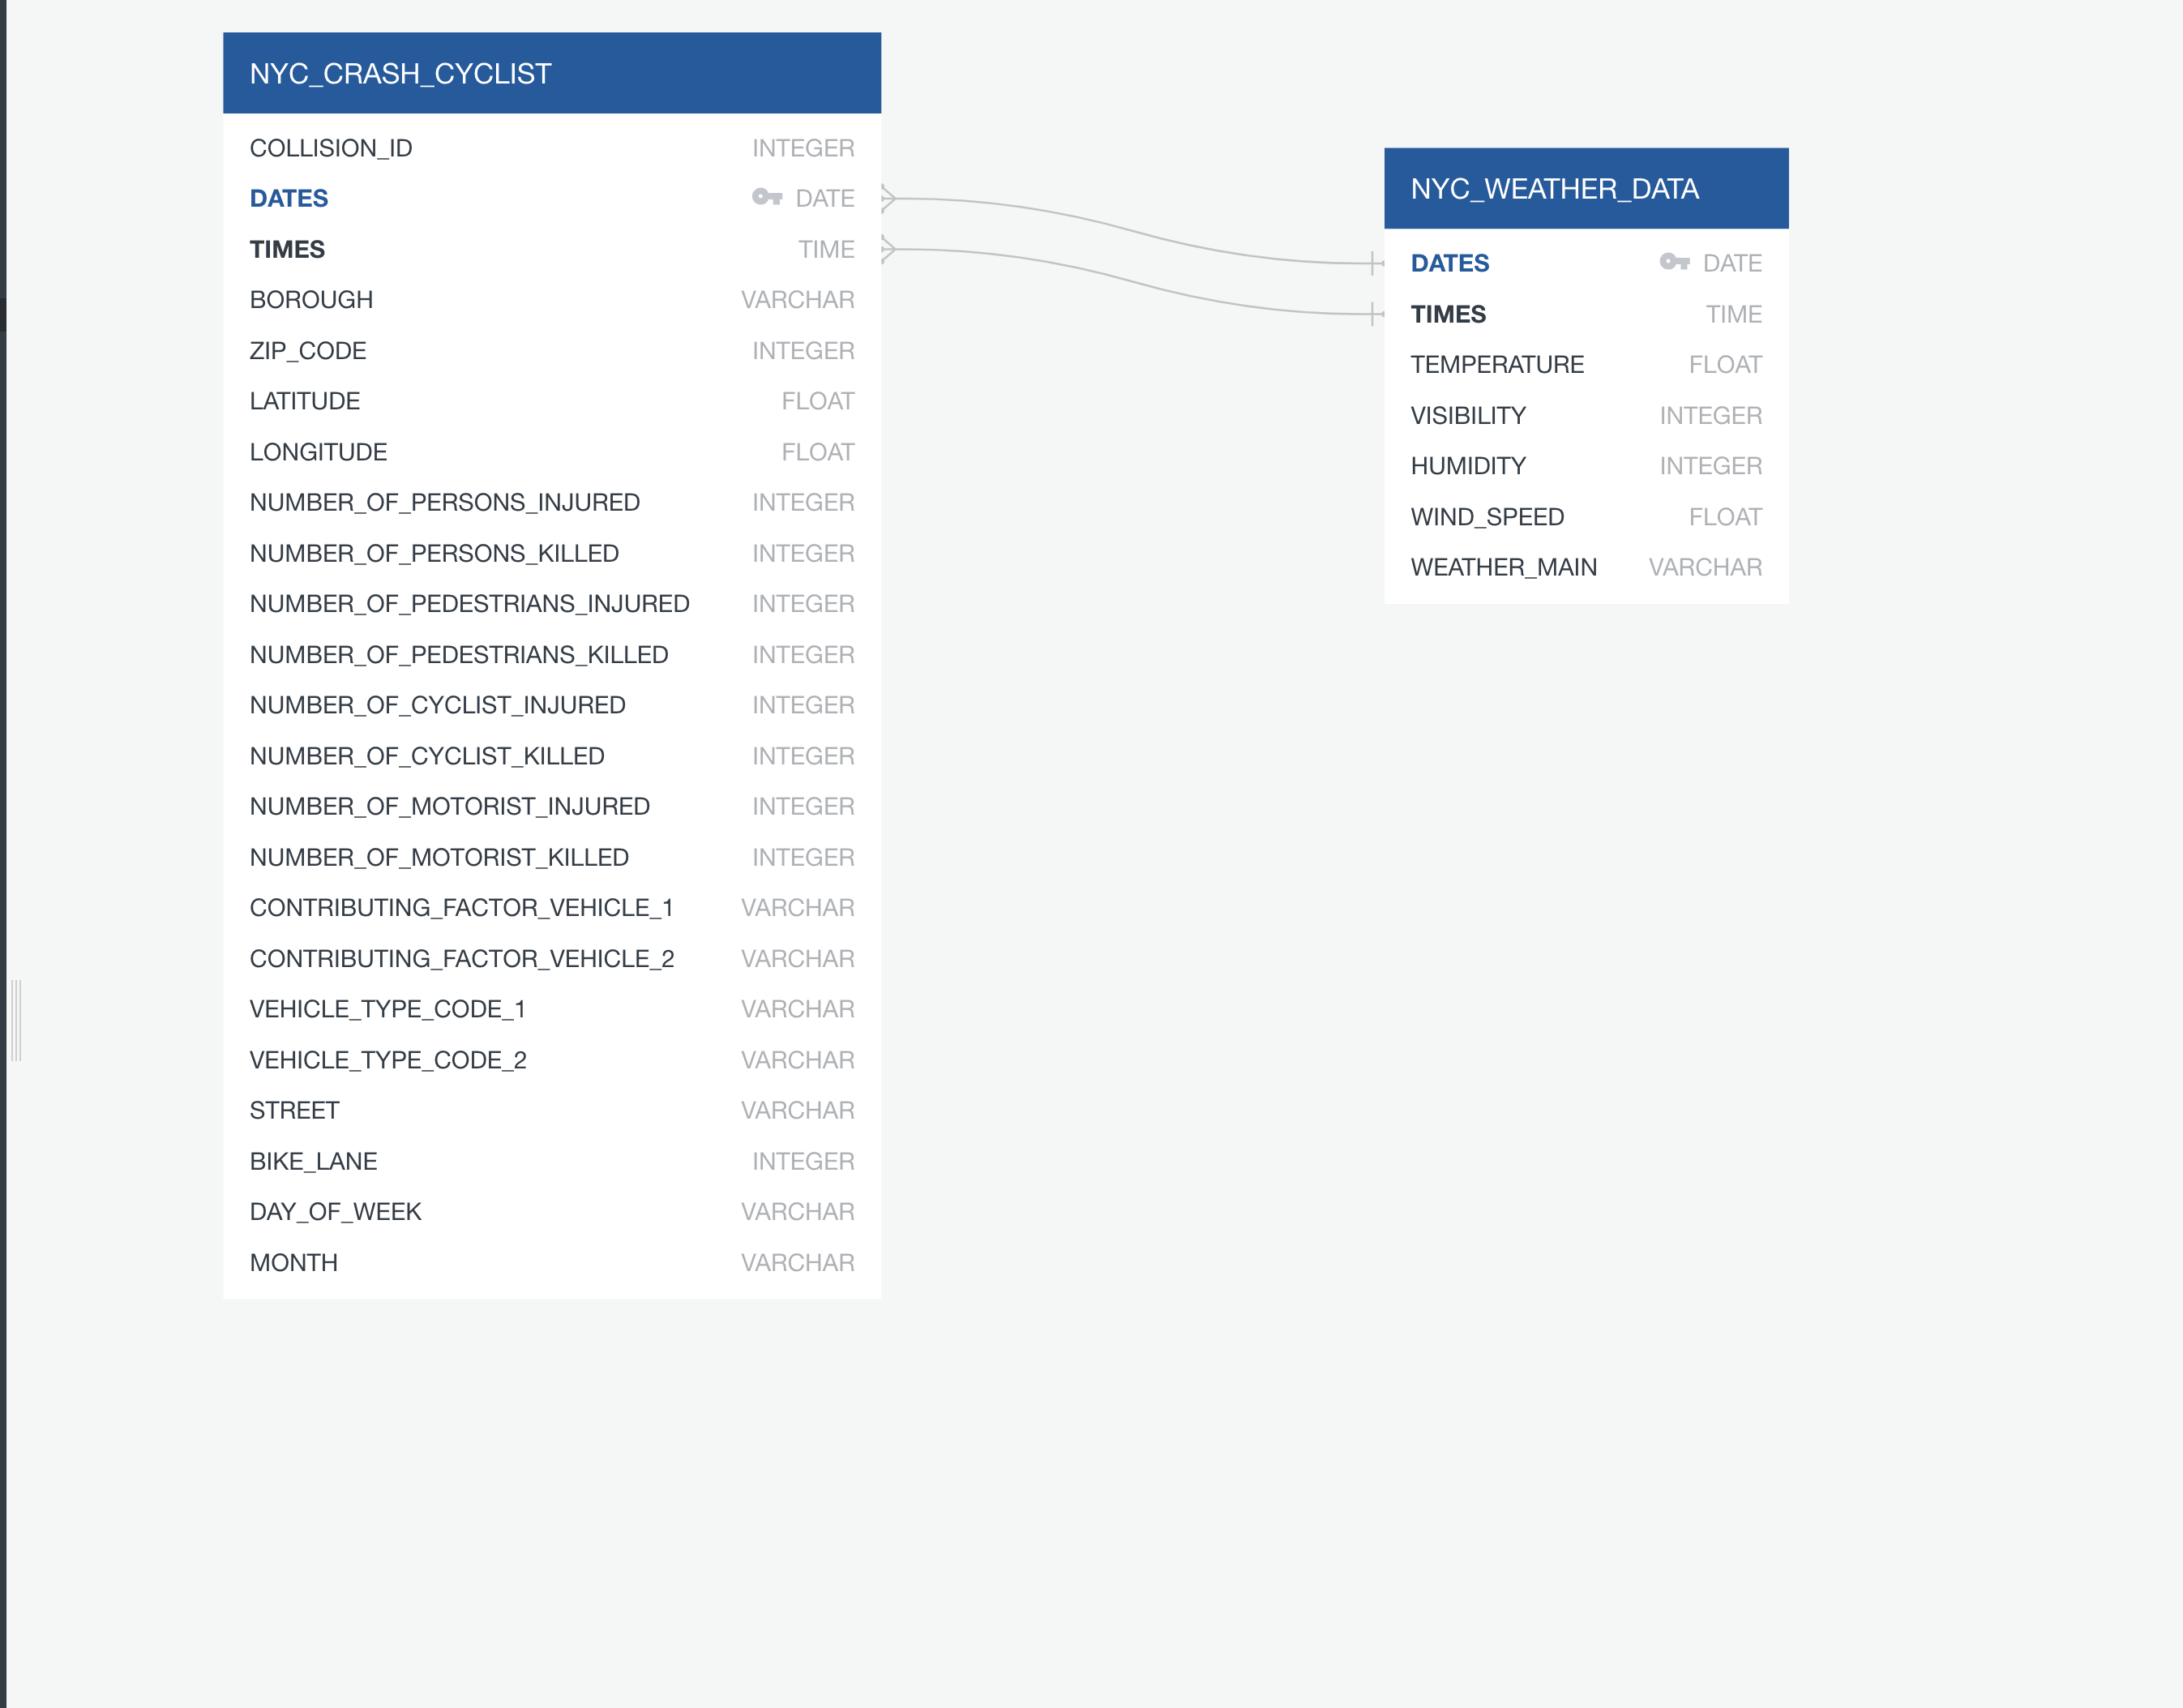 NYC_CRASH_CYCLIST
COLLISION_ID INTEGER
DATES DATE
TIMES TIME
BOROUGH VARCHAR
ZIP_CODE INTEGER
LATITUDE FLOAT
LONGITUDE FLOAT
NUMBER_OF_PERSONS_INJURED INTEGER
NUMBER_OF_PERSONS_KILLED INTEGER
NUMBER_OF_PEDESTRIANS_INJURED INTEGER
NUMBER_OF_PEDESTRIANS_KILLED INTEGER
NUMBER_OF_CYCLIST_INJURED INTEGER
NUMBER_OF_CYCLIST_KILLED INTEGER
NUMBER_OF_MOTORIST_INJURED INTEGER
NUMBER_OF_MOTORIST_KILLED INTEGER
CONTRIBUTING_FACTOR_VEHICLE_1 VARCHAR
CONTRIBUTING_FACTOR_VEHICLE_2 VARCHAR
VEHICLE_TYPE_CODE_1 VARCHAR
VEHICLE_TYPE_CODE_2 VARCHAR
STREET VARCHAR
BIKE_LANE INTEGER
DAY_OF_WEEK VARCHAR
MONTH VARCHAR
NYC_WEATHER_DATA
DATES DATE
TIMES TIME
TEMPERATURE FLOAT
VISIBILITY INTEGER
HUMIDITY INTEGER
WIND_SPEED FLOAT
WEATHER_MAIN VARCHAR